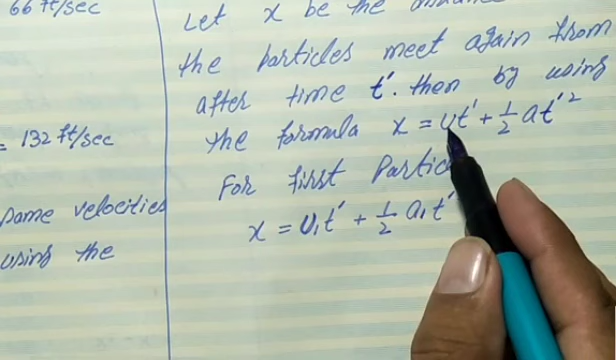 66 ft/sec
= 132 ft/sec
Same velocities
using the
Let x be the
the particles meet again from
after time t'. then by using
the formula x = ut' + 1/2 at'²
For first
x = u₁t' + 1/2 a₁t'